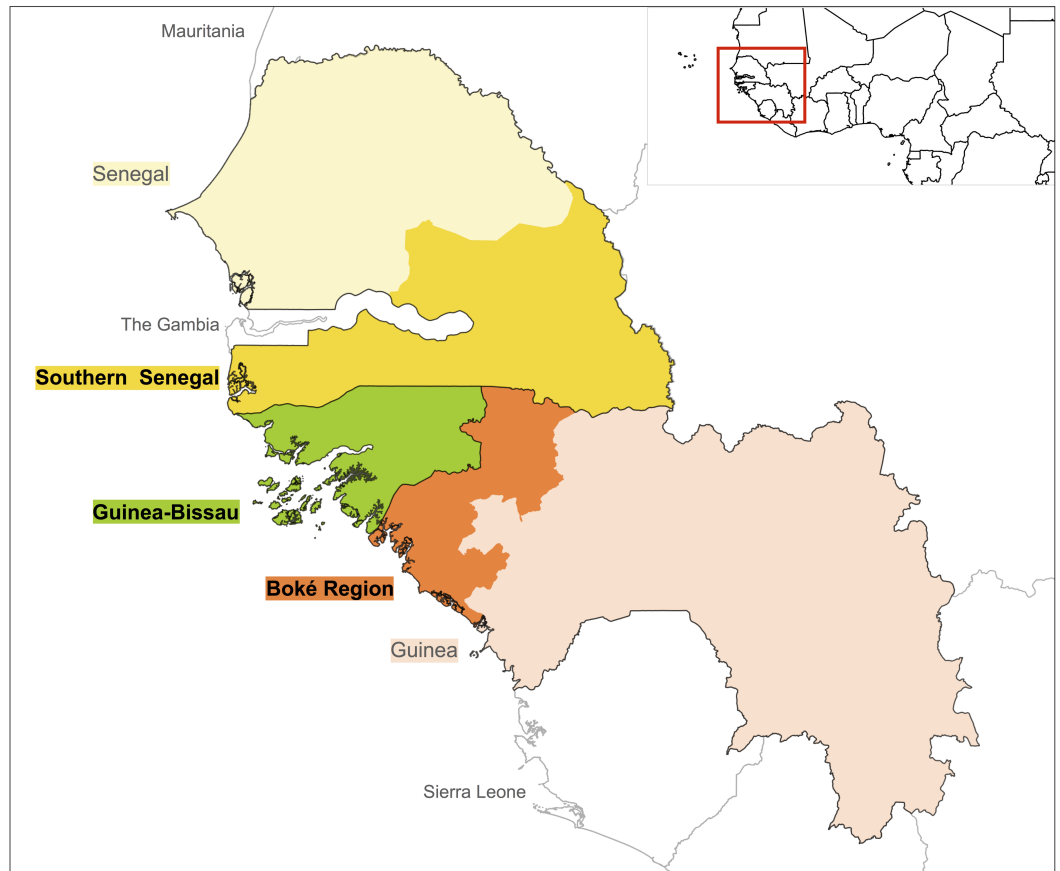 Mauritania
Senegal
The Gambia
Southern Senegal
Guinea-Bissau
Boké Region
Guinea
Sierra Leone